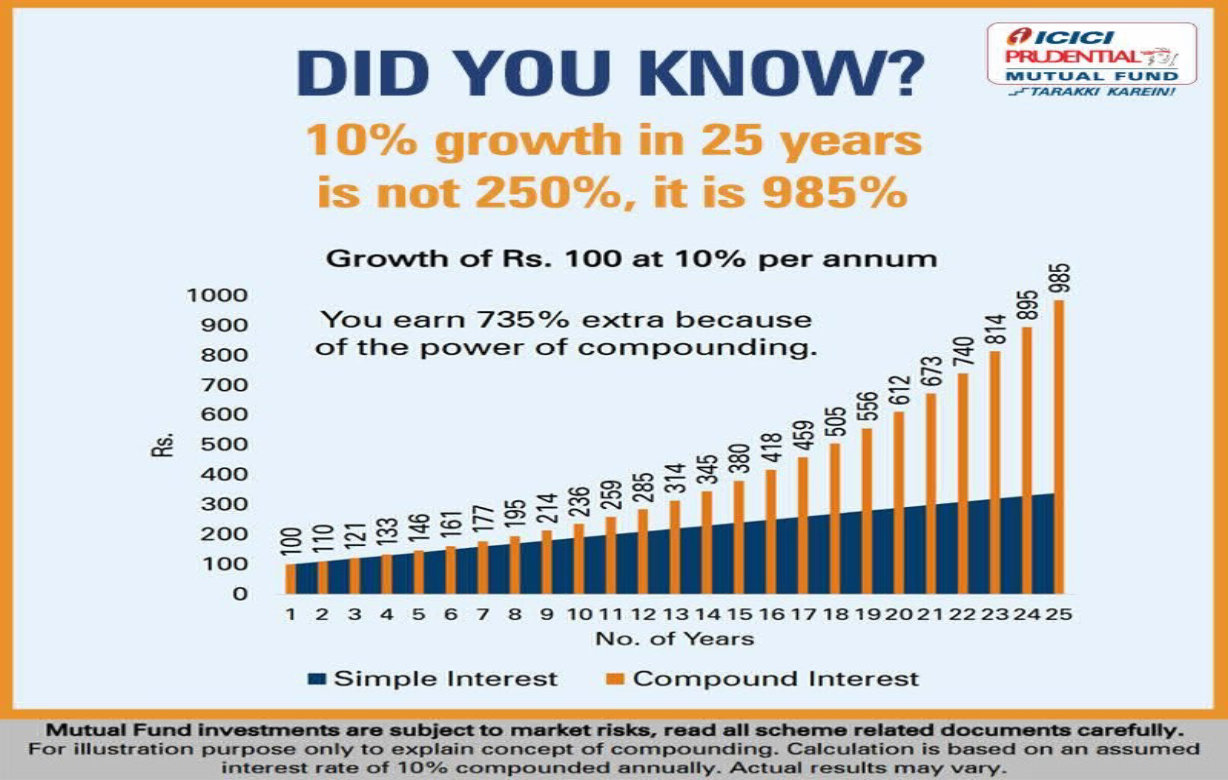 ICICI
PRUDENTIAL
MUTUAL FUND
TARAKKI KAREIN!
DID YOU KNOW?
10% growth in 25 years
is not 250%, it is 985%
Growth of Rs. 100 at 10% per annum
You earn 735% extra because
of the power of compounding.
Rs.
1000
900
800
700
600
500
400
300
200
100
0
100 110 121 133 146 161 177 195 214 236 259 285 314 345 380 418 459 505 556 612 673 740 814 895 985
1 2 3 4 5 6 7 8 9 10 11 12 13 14 15 16 17 18 19 20 21 22 23 24 25
No. of Years
Simple Interest Compound Interest
Mutual Fund investments are subject to market risks, read all scheme related documents carefully.
For illustration purpose only to explain concept of compounding. Calculation is based on an assumed
interest rate of 10% compounded annually. Actual results may vary.